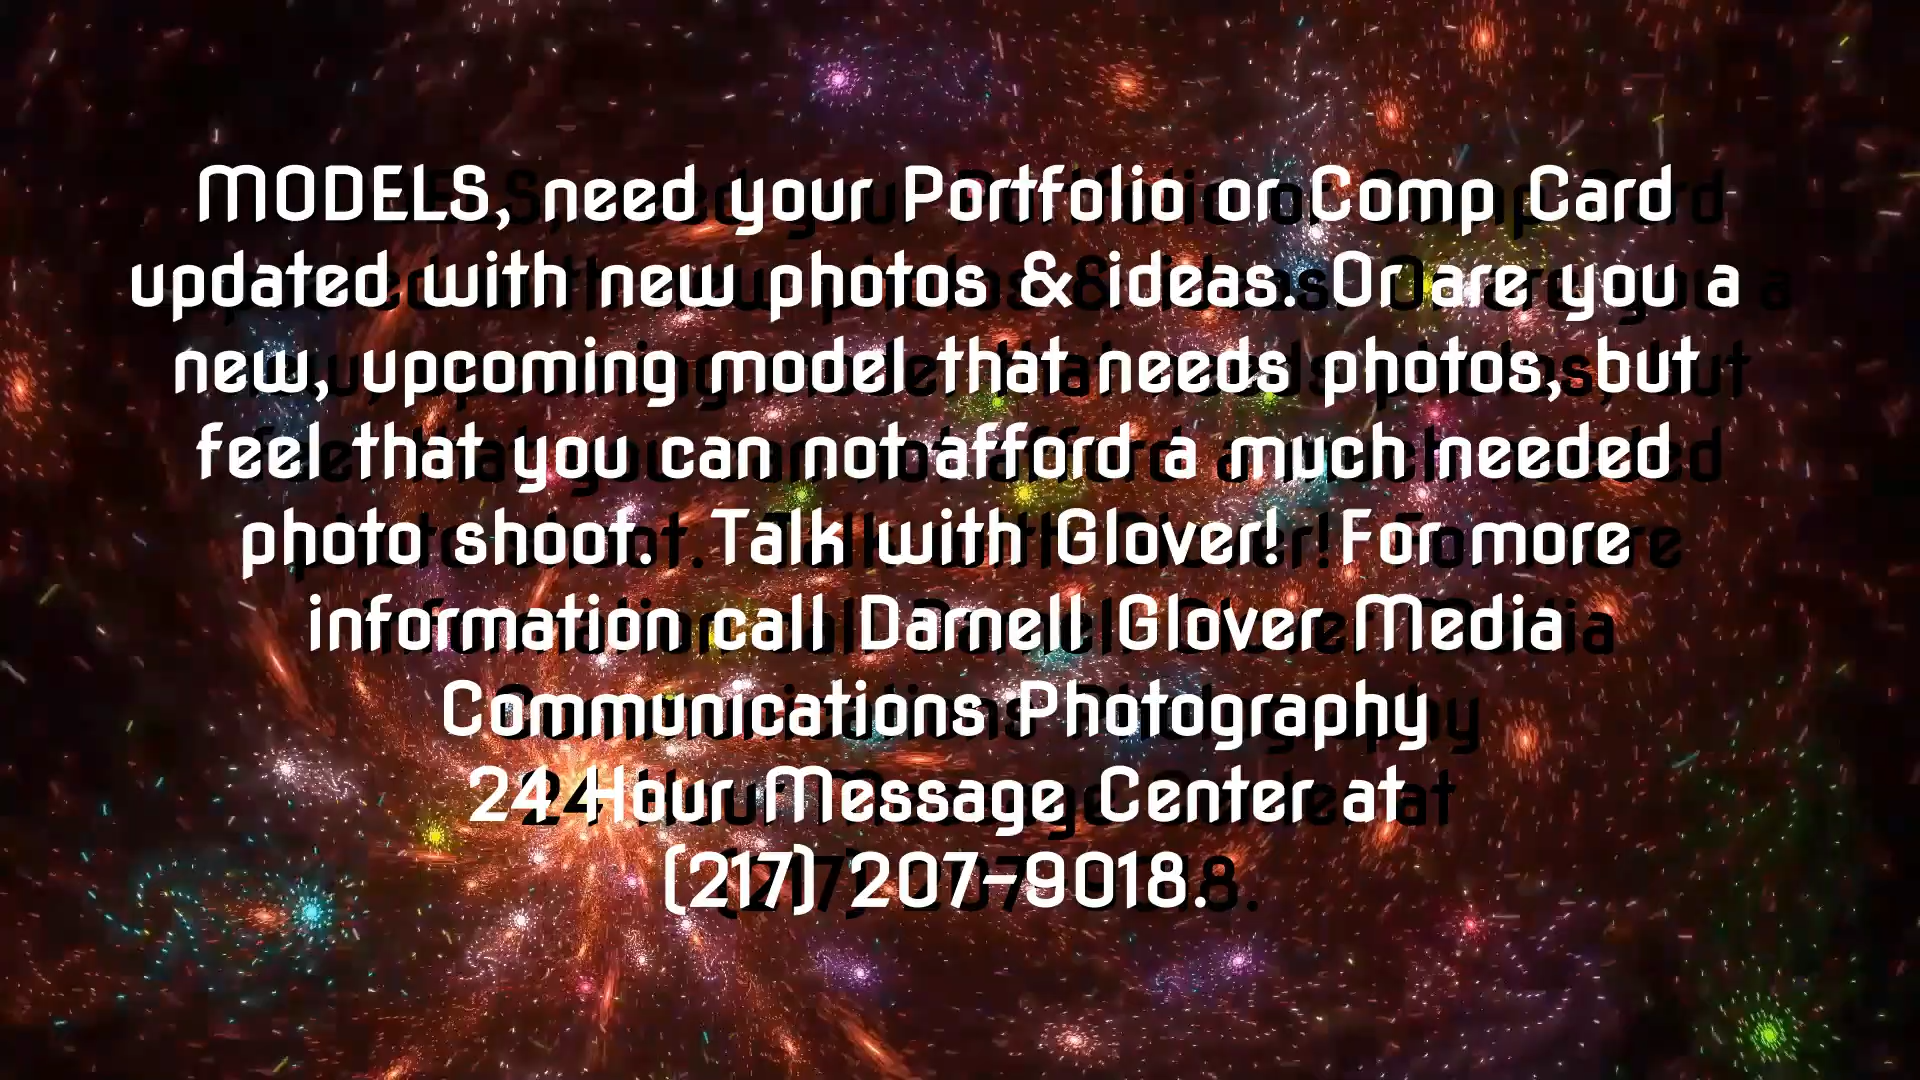 MODELS, need your Portfolio or Comp Card
updated with new photos & ideas. Or are you a
new, upcoming model that needs photos, but
feel that you can not afford a much needed
photo shoot. Talk with Glover! For more
information call Darnell Glover Media
Communications Photography
24 Hour Message Center at
(217) 207-9018.